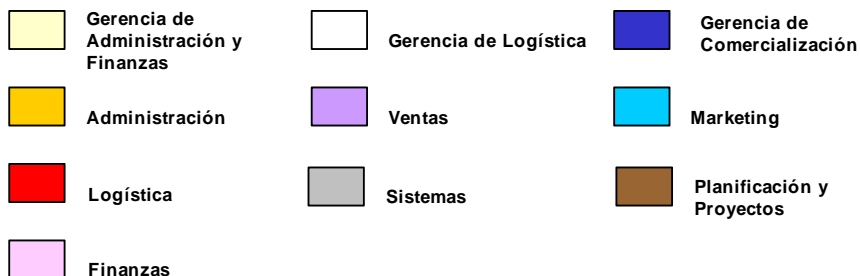 Gerencia de
Administración y
Finanzas
Gerencia de Logística
Gerencia de
Comercialización
Administración
Ventas
Marketing
Logística
Sistemas
Planificación y
Proyectos
Finanzas